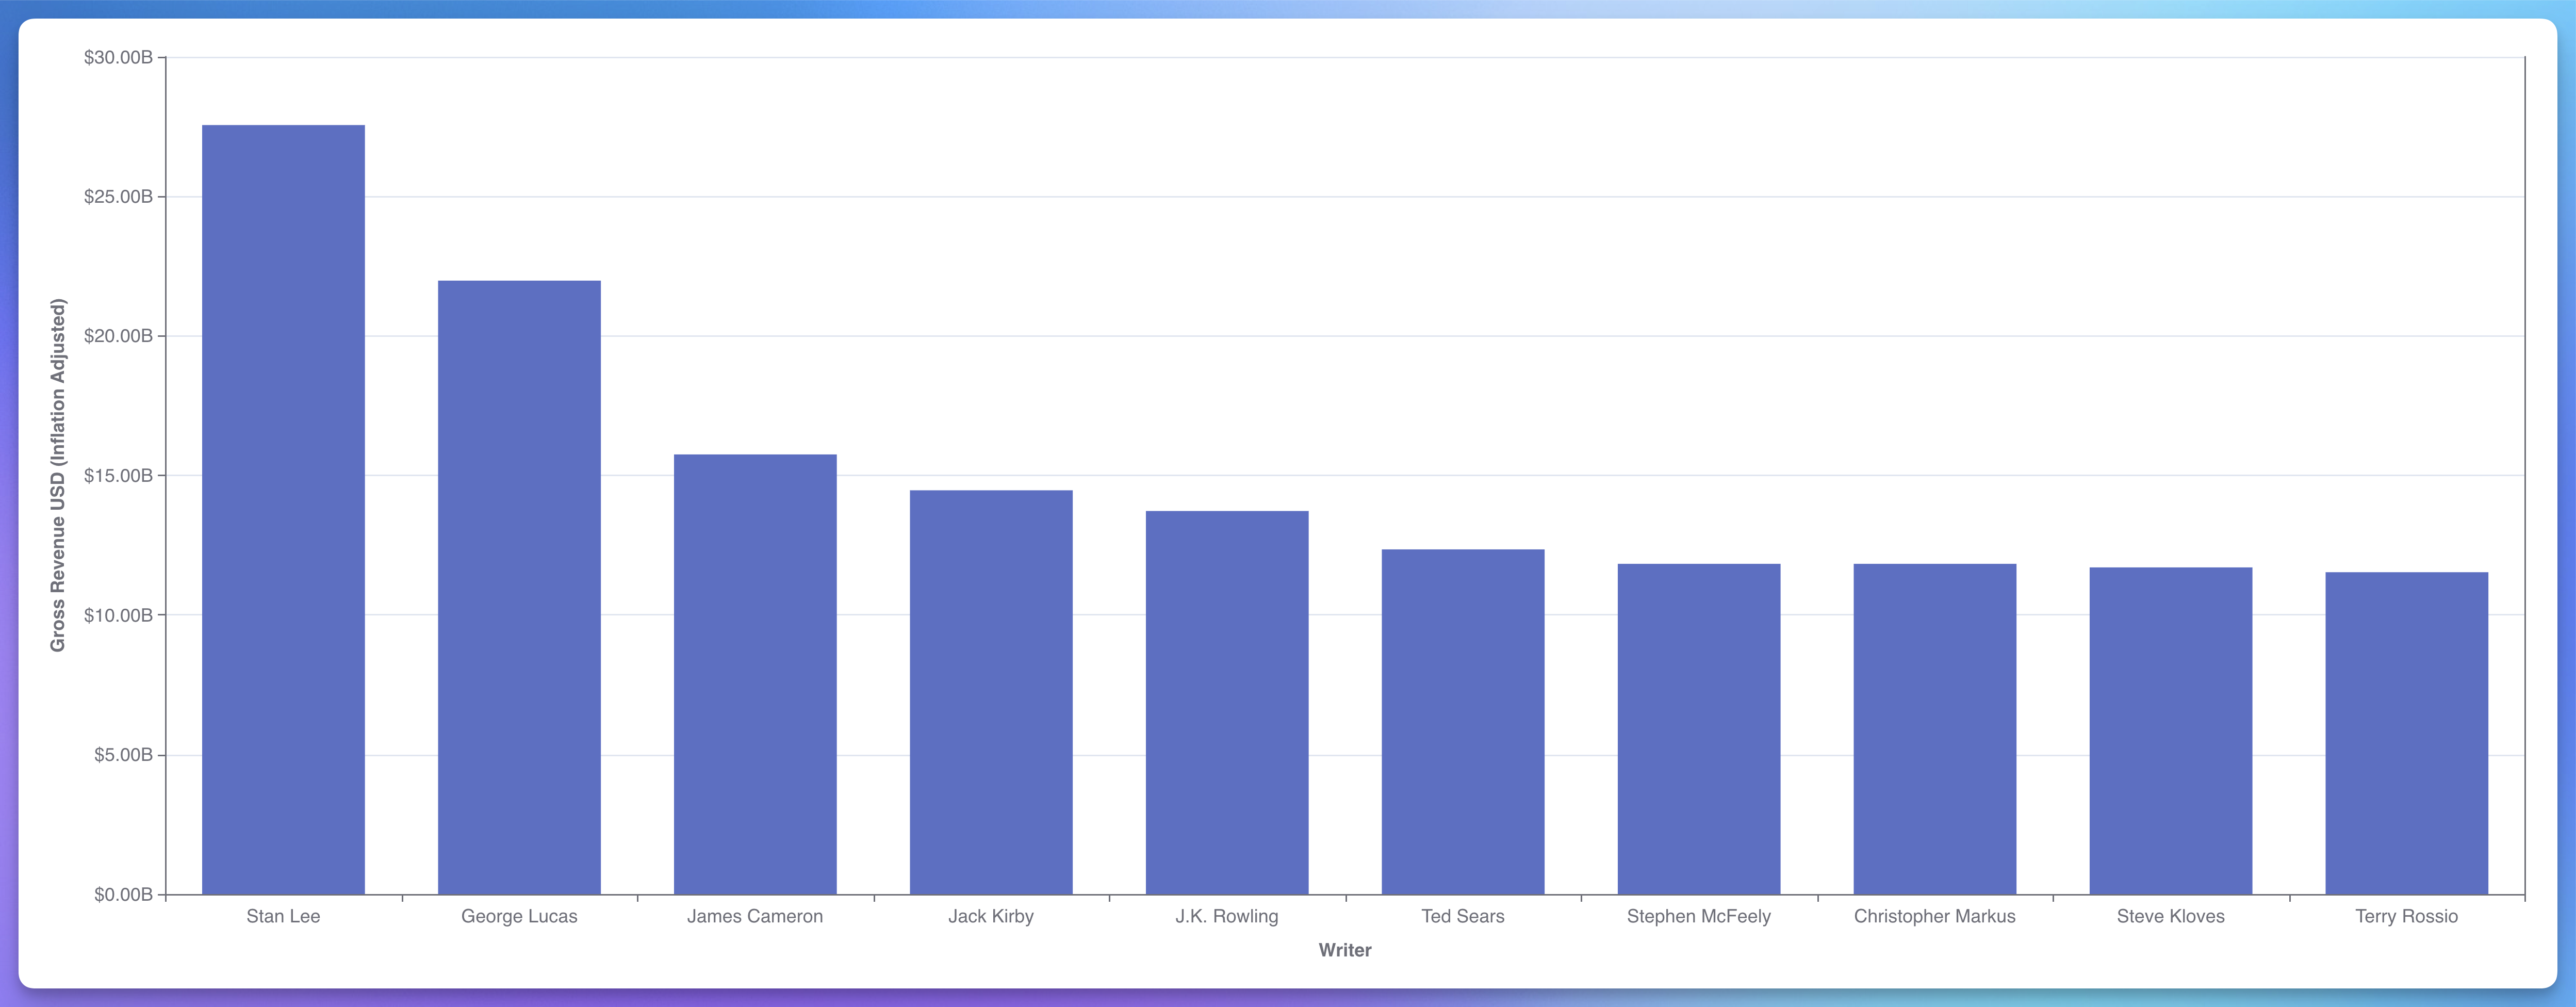 $30.00B
$25.00B
$20.00B
$15.00B
$10.00B
$5.00B
$0.00B
Gross Revenue USD (Inflation Adjusted)
Stan Lee
George Lucas
James Cameron
Jack Kirby
J.K. Rowling
Ted Sears
Stephen McFeely
Christopher Markus
Steve Kloves
Terry Rossio
Writer